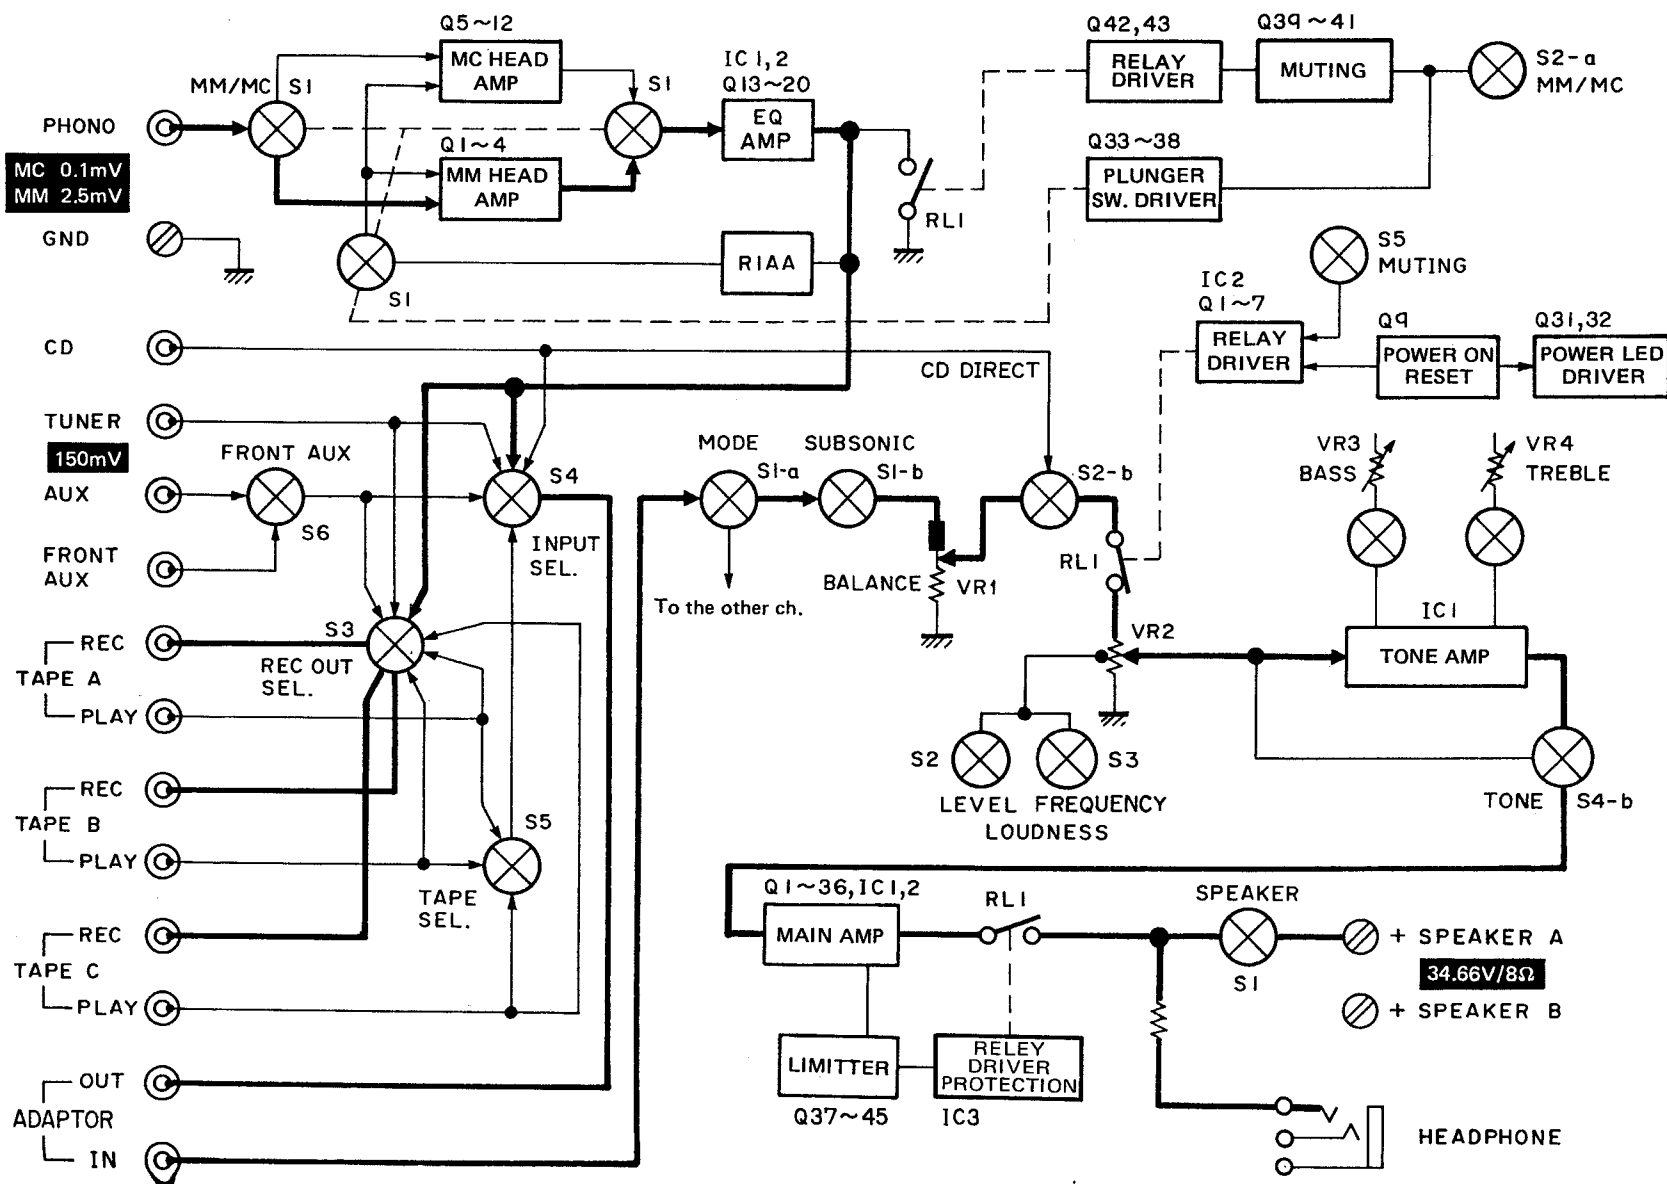 Q5~12
MC HEAD
AMP
MM/MC S1
S1
IC1,2
Q13~20
EQ
AMP
Q42,43
RELAY
DRIVER
Q39~41
MUTING
S2-a
MM/MC
PHONO
MC 0.1mV
MM 2.5mV
Q1~4
MM HEAD
AMP
Q33~38
PLUNGER
SW. DRIVER
RL1
GND
S1
RIAA
S5
MUTING
IC2
Q1~7
RELAY
DRIVER
Q9
POWER ON
RESET
Q31,32
POWER LED
DRIVER
CD
CD DIRECT
TUNER
150mV
AUX
FRONT AUX
S6
FRONT
AUX
S4
INPUT
SEL.
MODE
S1-a
SUBSONIC
S1-b
S2-b
To the other ch.
BALANCE
VR1
RL1
VR3
BASS
VR4
TREBLE
IC1
TONE AMP
VR2
S3
REC OUT
SEL.
REC
TAPE A
PLAY
S2
S3
LEVEL FREQUENCY
LOUDNESS
TONE S4-b
REC
TAPE B
PLAY
S5
TAPE
SEL.
REC
TAPE C
PLAY
Q1~36,IC1,2
MAIN AMP
RL1
SPEAKER
S1
+ SPEAKER A
34.66V/8Ω
+ SPEAKER B
LIMITTER
Q37~45
RELEY
DRIVER
PROTECTION
IC3
OUT
ADAPTOR
IN
HEADPHONE